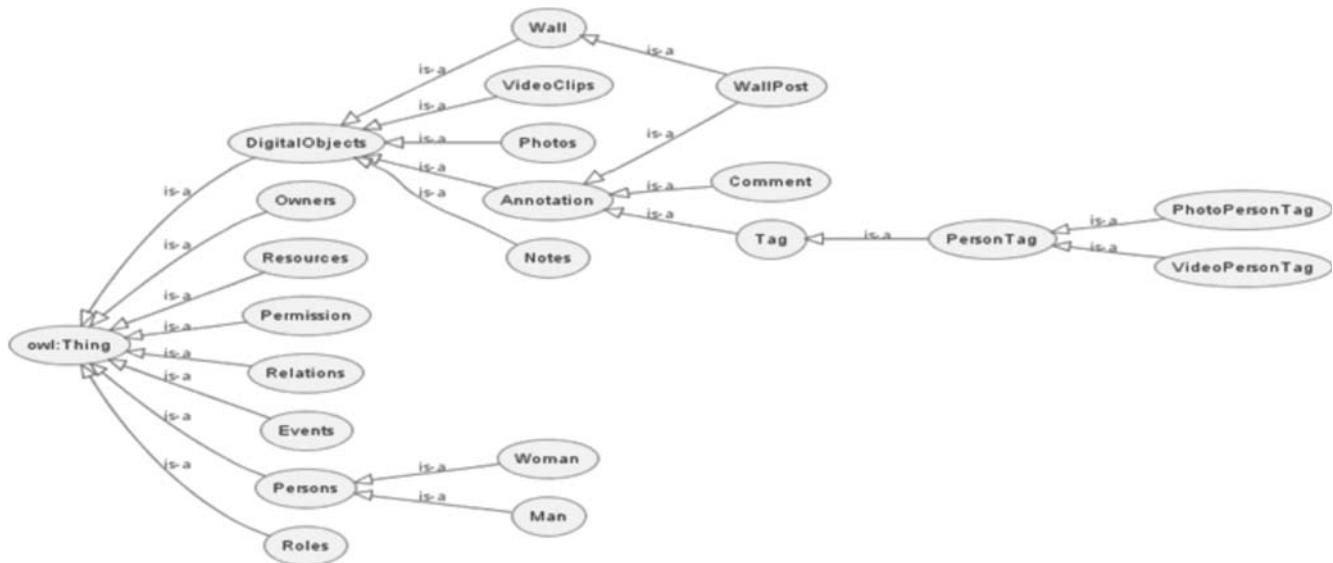 Wall
is-a
is-a
VideoClips
WallPost
is-a
DigitalObjects
is-a
Photos
is-a
is-a
Comment
is-a
is-a
Owners
is-a
Annotation
is-a
PhotoPersonTag
is-a
is-a
Tag
is-a
PersonTag
is-a
Resources
Notes
is-a
VideoPersonTag
is-a
Permission
is-a
owl:Thing
is-a
Relations
is-a
Events
is-a
Woman
is-a
Persons
is-a
Man
is-a
Roles